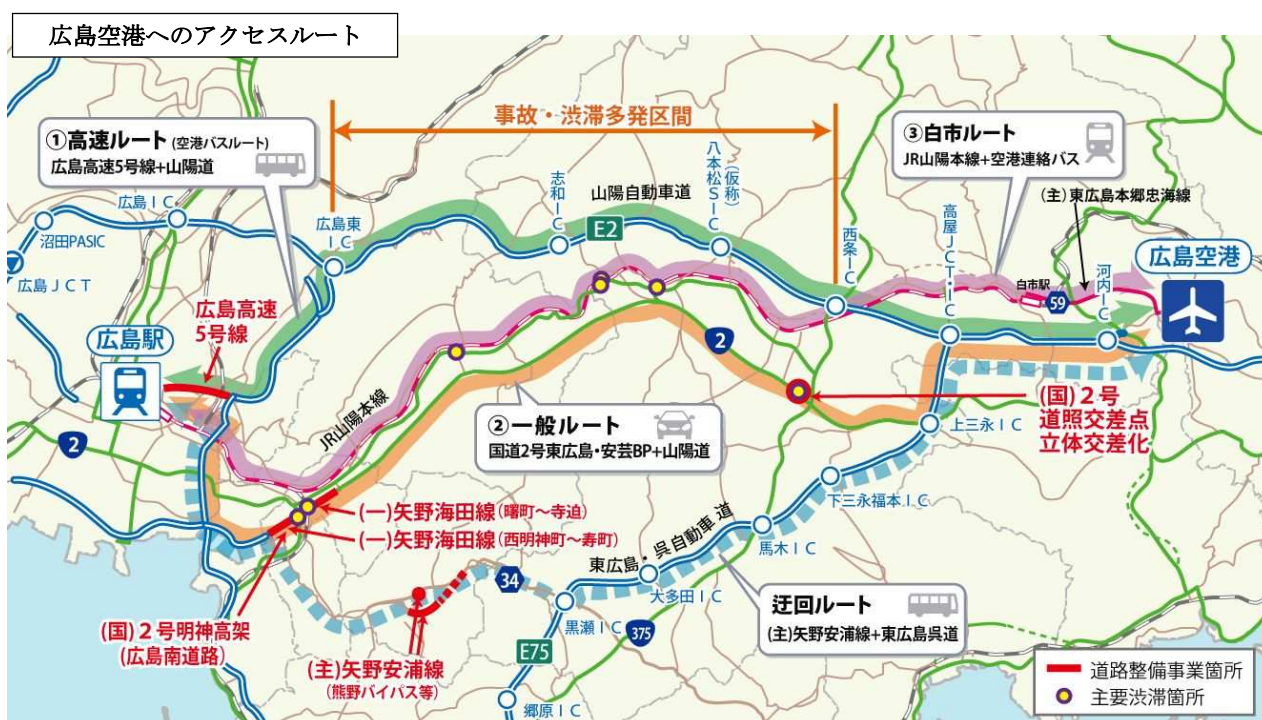 広島空港へのアクセスルート
事故・渋滞多発区間
①高速ルート(空港バスルート)
広島高速5号線+山陽道
③白市ルート
JR山陽本線+空港連絡バス
(主)東広島本郷忠海線
広島IC
沼田PASIC
広島JCT
広島東IC
志和IC
山陽自動車道
E2
八本松SIC(仮称)
西条IC
高屋JCT・IC
白市駅
59
河内IC
広島空港
広島高速
5号線
広島駅
2
JR山陽本線
②一般ルート
国道2号東広島・安芸BP+山陽道
2
(国)2号
道照交差点
立体交差化
上三永IC
下三永福本IC
馬木IC
大多田IC
東広島・呉自動車道
(一)矢野海田線(曙町～寺迫)
(一)矢野海田線(西明神町～寿町)
34
黒瀬IC
375
E75
郷原IC
迂回ルート
(主)矢野安浦線+東広島呉道
(国)2号明神高架
(広島南道路)
(主)矢野安浦線
(熊野バイパス等)
道路整備事業箇所
主要渋滞箇所